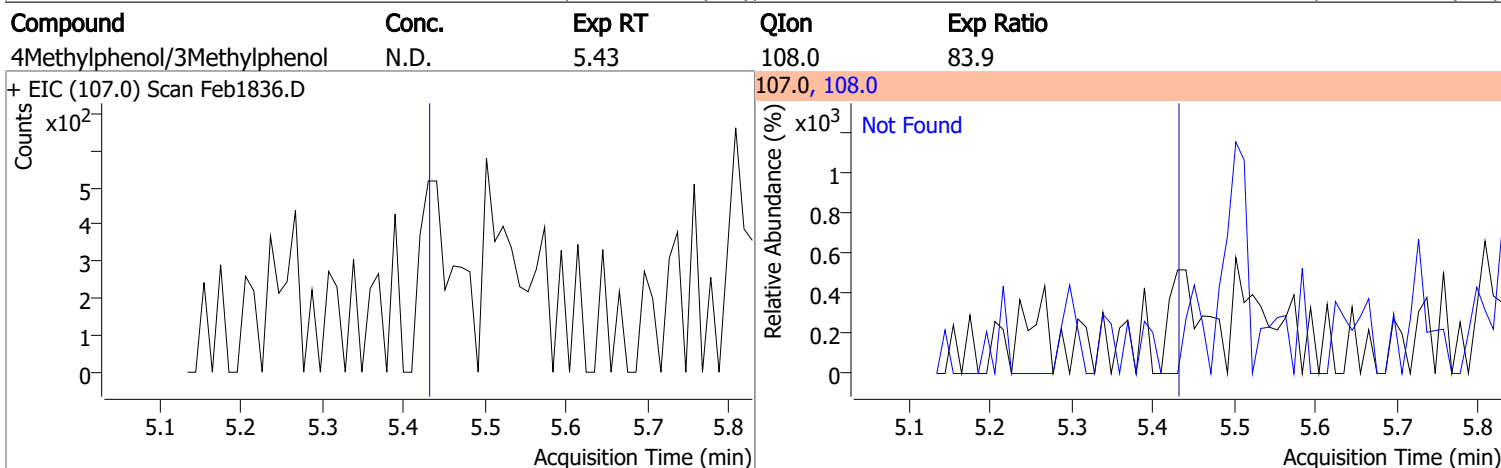 Compound Conc. Exp RT QIon Exp Ratio
4Methylphenol/3Methylphenol N.D. 5.43 108.0 83.9
+ EIC (107.0) Scan Feb1836.D
Counts
x10²
5
4
3
2
1
0
5.1 5.2 5.3 5.4 5.5 5.6 5.7 5.8
Acquisition Time (min)
107.0, 108.0
Relative Abundance (%)
x10³
Not Found
1
0.8
0.6
0.4
0.2
0
5.1 5.2 5.3 5.4 5.5 5.6 5.7 5.8
Acquisition Time (min)